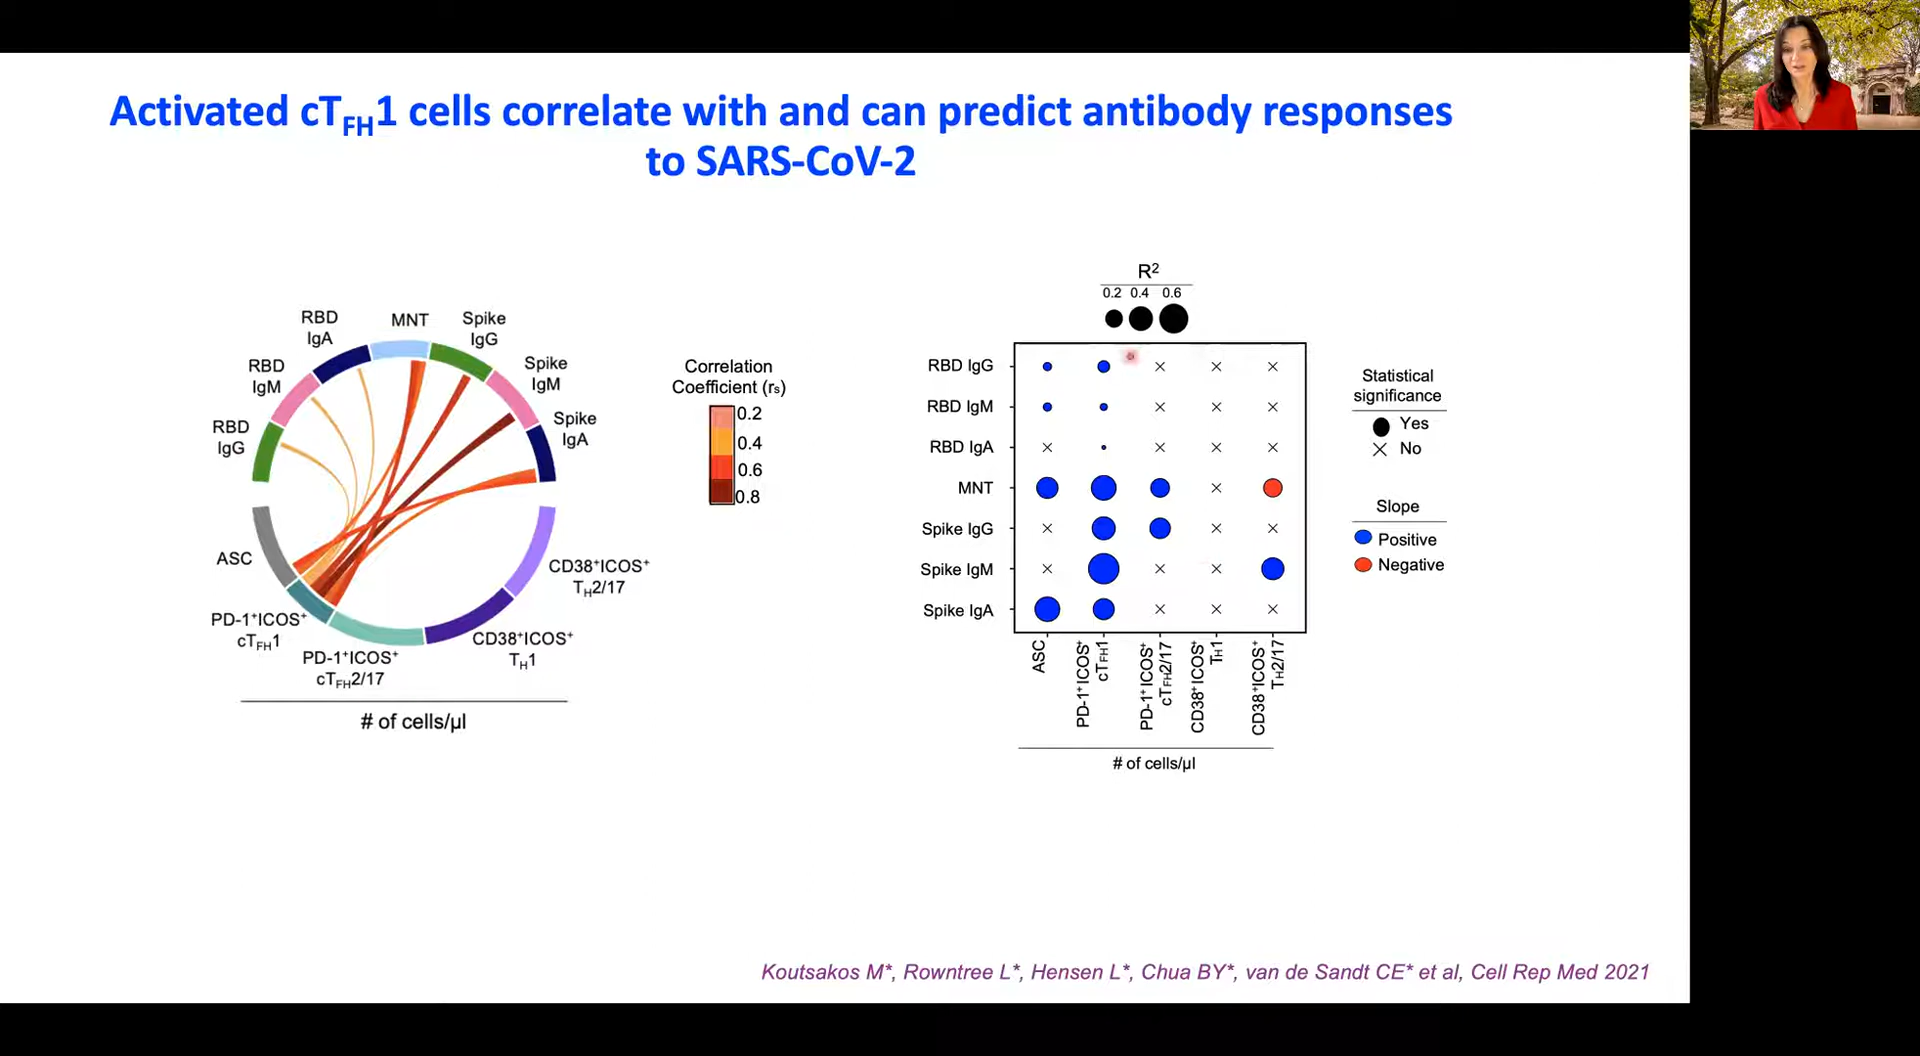 Activated cTFH1 cells correlate with and can predict antibody responses
to SARS-CoV-2
RBD
IgA
MNT
Spike
IgG
RBD
IgM
Spike
IgM
RBD
IgG
Spike
IgA
ASC
CD38+ICOS+
TH2/17
PD-1+ICOS+
cTFH1
CD38+ICOS+
TH1
PD-1+ICOS+
cTFH2/17
# of cells/µl
Correlation
Coefficient (rs)
0.2
0.4
0.6
0.8
R2
0.2 0.4 0.6
RBD IgG
RBD IgM
RBD IgA
MNT
Spike IgG
Spike IgM
Spike IgA
ASC
PD-1+ICOS+
cTFH1
PD-1+ICOS+
cTFH2/17
CD38+ICOS+
TH1
CD38+ICOS+
TH2/17
# of cells/µl
Statistical
significance
Yes
No
Slope
Positive
Negative
Koutsakos M*, Rowntree L*, Hensen L*, Chua BY*, van de Sandt CE* et al, Cell Rep Med 2021